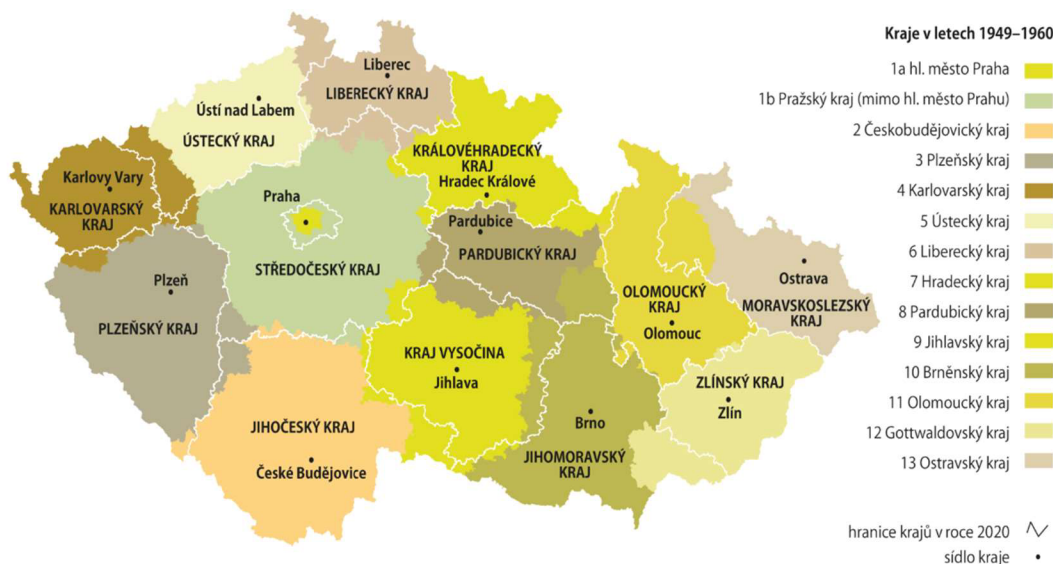 Kraje v letech 1949–1960
1a hl. město Praha
1b Pražský kraj (mimo hl. město Prahu)
2 Českobudějovický kraj
3 Plzeňský kraj
4 Karlovarský kraj
5 Ústecký kraj
6 Liberecký kraj
7 Hradecký kraj
8 Pardubický kraj
9 Jihlavský kraj
10 Brněnský kraj
11 Olomoucký kraj
12 Gottwaldovský kraj
13 Ostravský kraj
hranice krajů v roce 2020
sídlo kraje
Liberec
LIBERECKÝ KRAJ
Ústí nad Labem
ÚSTECKÝ KRAJ
KRÁLOVÉHRADECKÝ
KRAJ
Hradec Králové
Karlovy Vary
KARLOVARSKÝ
KRAJ
Praha
STŘEDOČESKÝ KRAJ
Pardubice
PARDUBICKÝ KRAJ
Plzeň
PLZEŇSKÝ KRAJ
OLOMOUCKÝ
KRAJ
Olomouc
Ostrava
MORAVSKOSLEZSKÝ
KRAJ
KRAJ VYSOČINA
Jihlava
ZLÍNSKÝ KRAJ
Zlín
JIHOČESKÝ KRAJ
České Budějovice
Brno
JIHOMORAVSKÝ
KRAJ